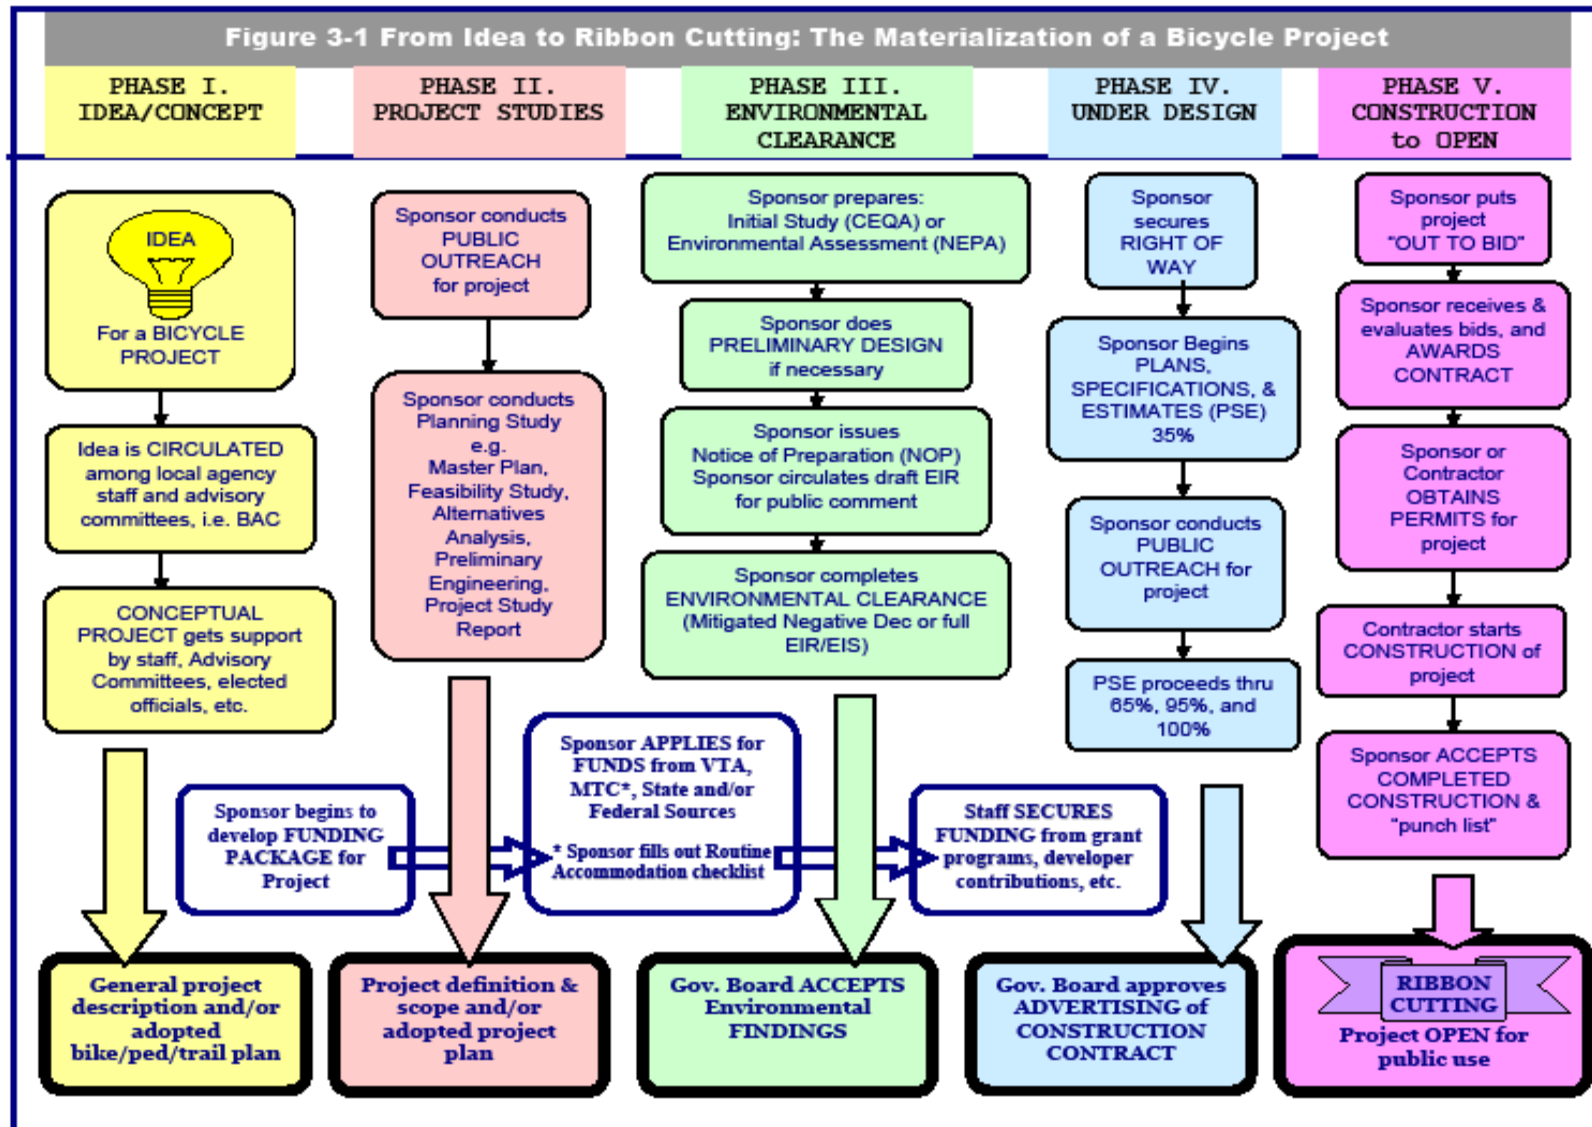 Figure 3-1 From Idea to Ribbon Cutting: The Materialization of a Bicycle Project
PHASE I.
IDEA/CONCEPT
PHASE II.
PROJECT STUDIES
PHASE III.
ENVIRONMENTAL
CLEARANCE
PHASE IV.
UNDER DESIGN
PHASE V.
CONSTRUCTION
to OPEN
IDEA
For a BICYCLE
PROJECT
Idea is CIRCULATED
among local agency
staff and advisory
committees, i.e. BAC
CONCEPTUAL
PROJECT gets support
by staff, Advisory
Committees, elected
officials, etc.
General project
description and/or
adopted
bike/ped/trail plan
Sponsor conducts
PUBLIC
OUTREACH
for project
Sponsor conducts
Planning Study
e.g.
Master Plan,
Feasibility Study,
Alternatives
Analysis,
Preliminary
Engineering,
Project Study
Report
Project definition &
scope and/or
adopted project
plan
Sponsor prepares:
Initial Study (CEQA) or
Environmental Assessment (NEPA)
Sponsor does
PRELIMINARY DESIGN
if necessary
Sponsor issues
Notice of Preparation (NOP)
Sponsor circulates draft EIR
for public comment
Sponsor completes
ENVIRONMENTAL CLEARANCE
(Mitigated Negative Dec or full
EIR/EIS)
Gov. Board ACCEPTS
Environmental
FINDINGS
Sponsor
secures
RIGHT OF
WAY
Sponsor Begins
PLANS,
SPECIFICATIONS, &
ESTIMATES (PSE)
35%
Sponsor conducts
PUBLIC
OUTREACH for
project
PSE proceeds thru
65%, 95%, and
100%
Gov. Board approves
ADVERTISING of
CONSTRUCTION
CONTRACT
Sponsor puts
project
"OUT TO BID"
Sponsor receives &
evaluates bids, and
AWARDS
CONTRACT
Sponsor or
Contractor
OBTAINS
PERMITS for
project
Contractor starts
CONSTRUCTION of
project
Sponsor ACCEPTS
COMPLETED
CONSTRUCTION &
"punch list"
RIBBON
CUTTING
Project OPEN for
public use
Sponsor begins to
develop FUNDING
PACKAGE for
Project
Sponsor APPLIES for
FUNDS from VTA,
MTC*, State and/or
Federal Sources
* Sponsor fills out Routine
Accommodation checklist
Staff SECURES
FUNDING from grant
programs, developer
contributions, etc.